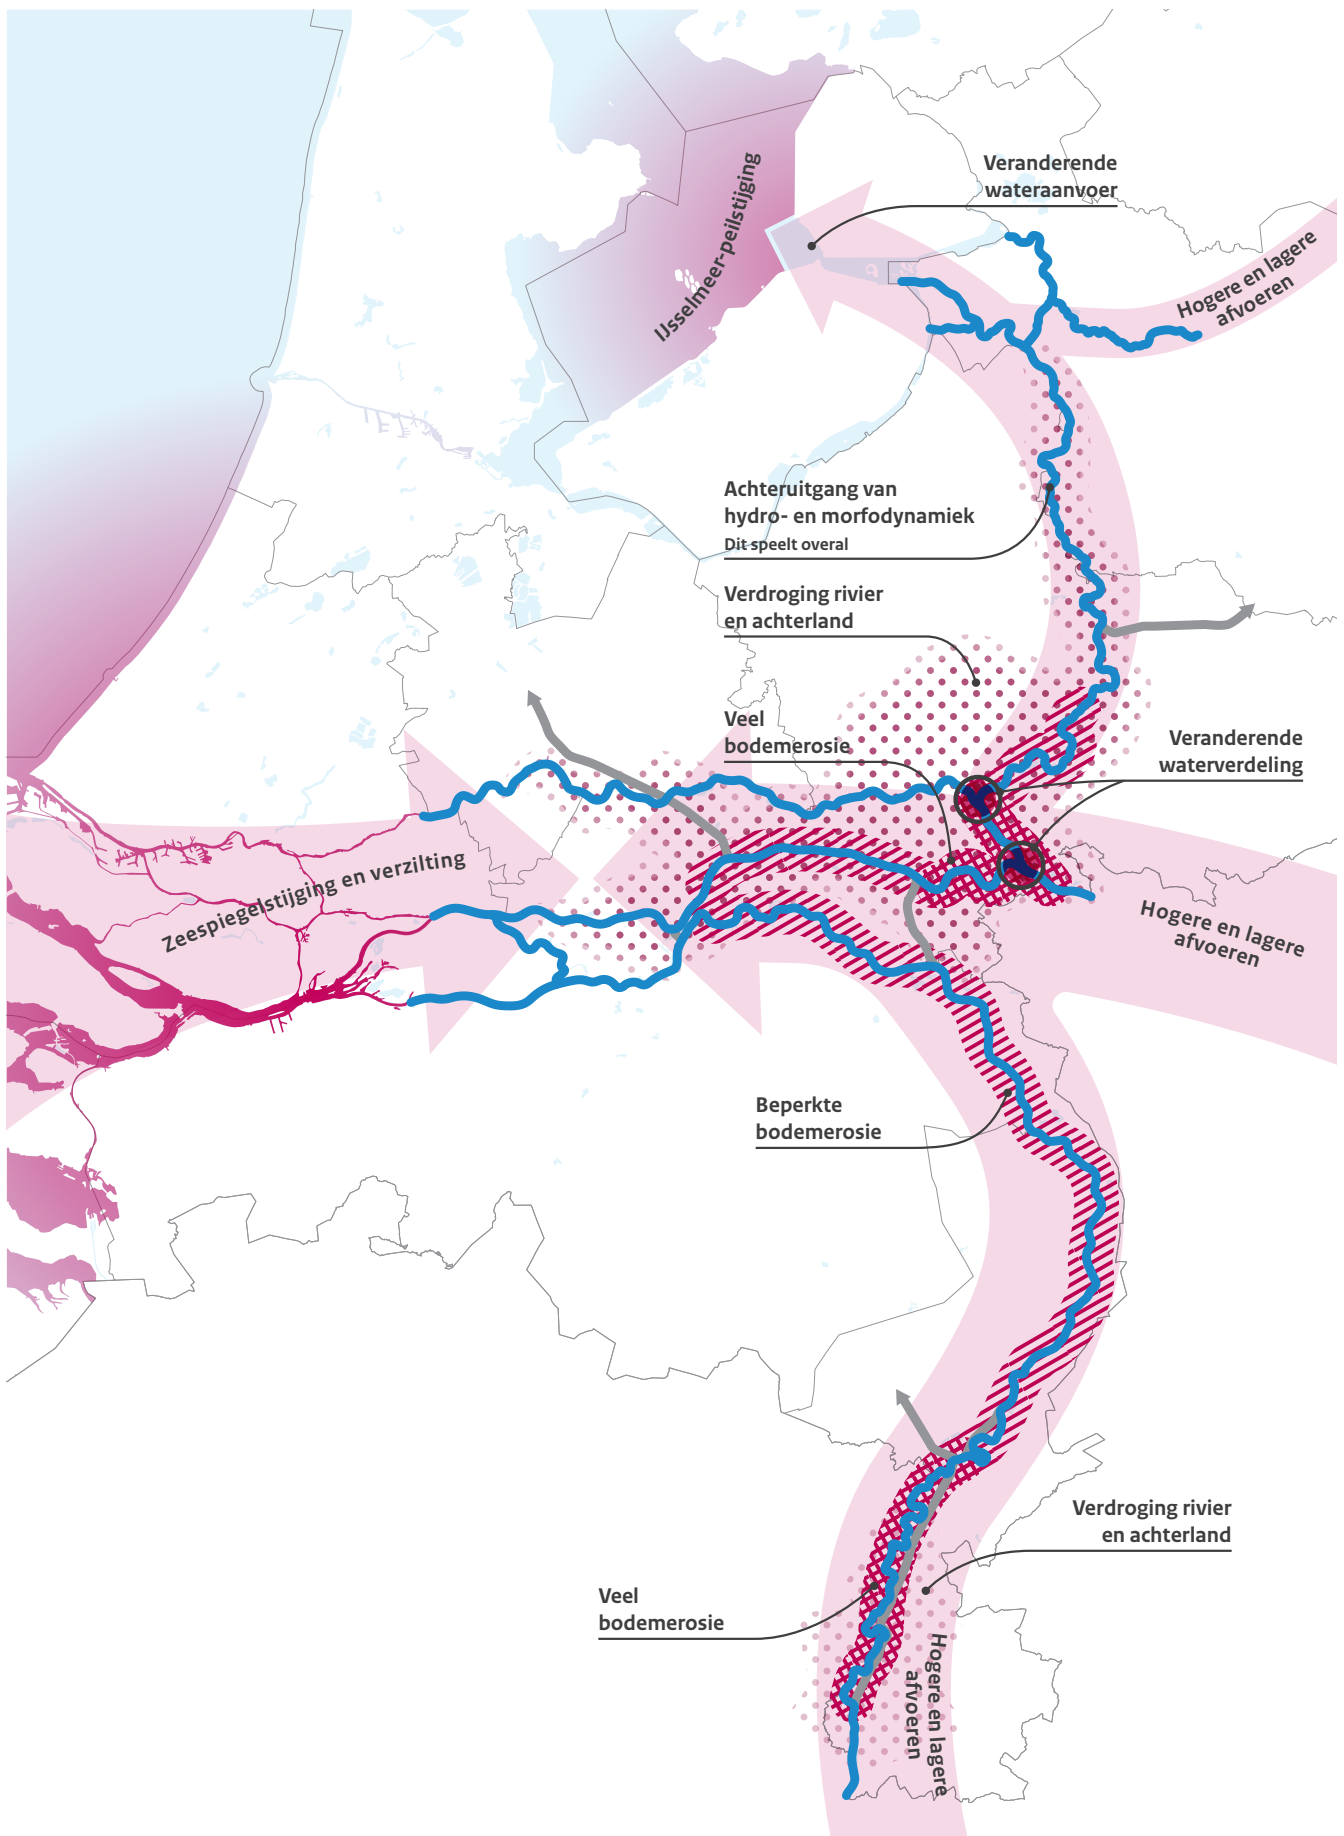 Veranderende
wateraanvoer
IJsselmeer-peilstijging
Hogere en lagere
afvoeren
Achteruitgang van
hydro- en morfodynamiek
Dit speelt overal
Verdroging rivier
en achterland
Veel
bodemerosie
Veranderende
waterverdeling
Zeespiegelstijging en verzilting
Hogere en lagere
afvoeren
Beperkte
bodemerosie
Verdroging rivier
en achterland
Veel
bodemerosie
Hogere en lagere
afvoeren